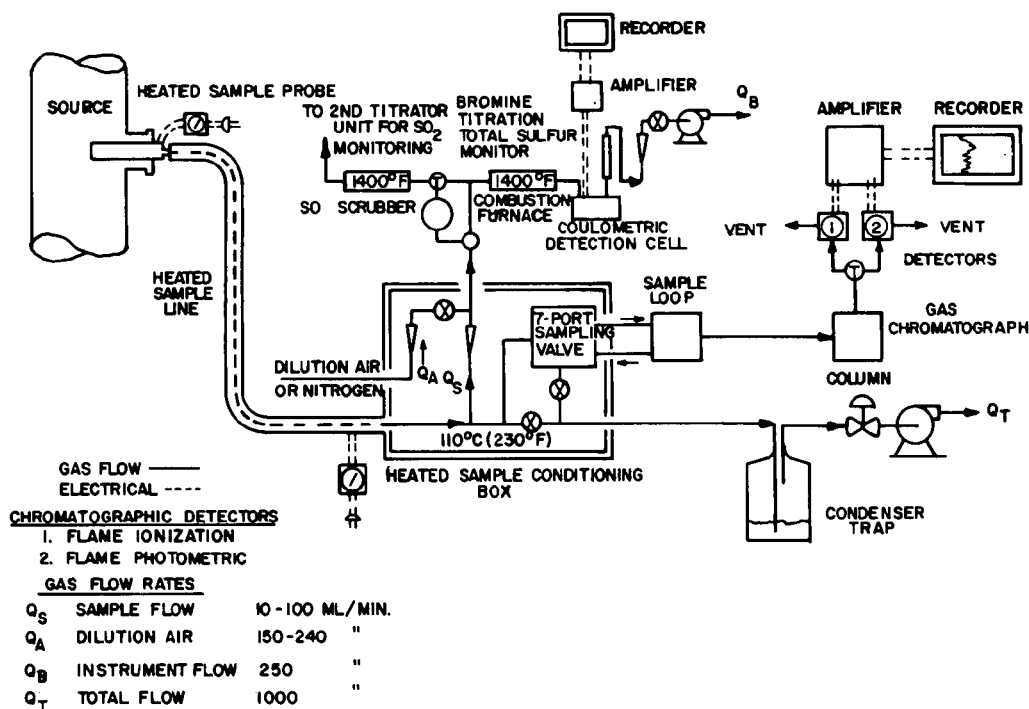 RECORDER
SOURCE
HEATED SAMPLE PROBE
AMPLIFIER
TO 2ND TITRATOR
UNIT FOR SO2
MONITORING
BROMINE
TITRATION
TOTAL SULFUR
MONITOR
QB
AMPLIFIER
RECORDER
1400°F
T
1400°F
SO SCRUBBER
COMBUSTION
FURNACE
COULOMETRIC
DETECTION CELL
VENT
1
2
VENT
DETECTORS
T
HEATED
SAMPLE
LINE
SAMPLE
LOOP
7-PORT
SAMPLING
VALVE
GAS
CHROMATOGRAPH
DILUTION AIR
OR NITROGEN
QA
QS
COLUMN
110°C (230°F)
QT
HEATED SAMPLE CONDITIONING
BOX
CONDENSER
TRAP
GAS FLOW
ELECTRICAL
CHROMATOGRAPHIC DETECTORS
1. FLAME IONIZATION
2. FLAME PHOTOMETRIC
GAS FLOW RATES
QS SAMPLE FLOW 10-100 ML/MIN.
QA DILUTION AIR 150-240 "
QB INSTRUMENT FLOW 250 "
QT TOTAL FLOW 1000 "